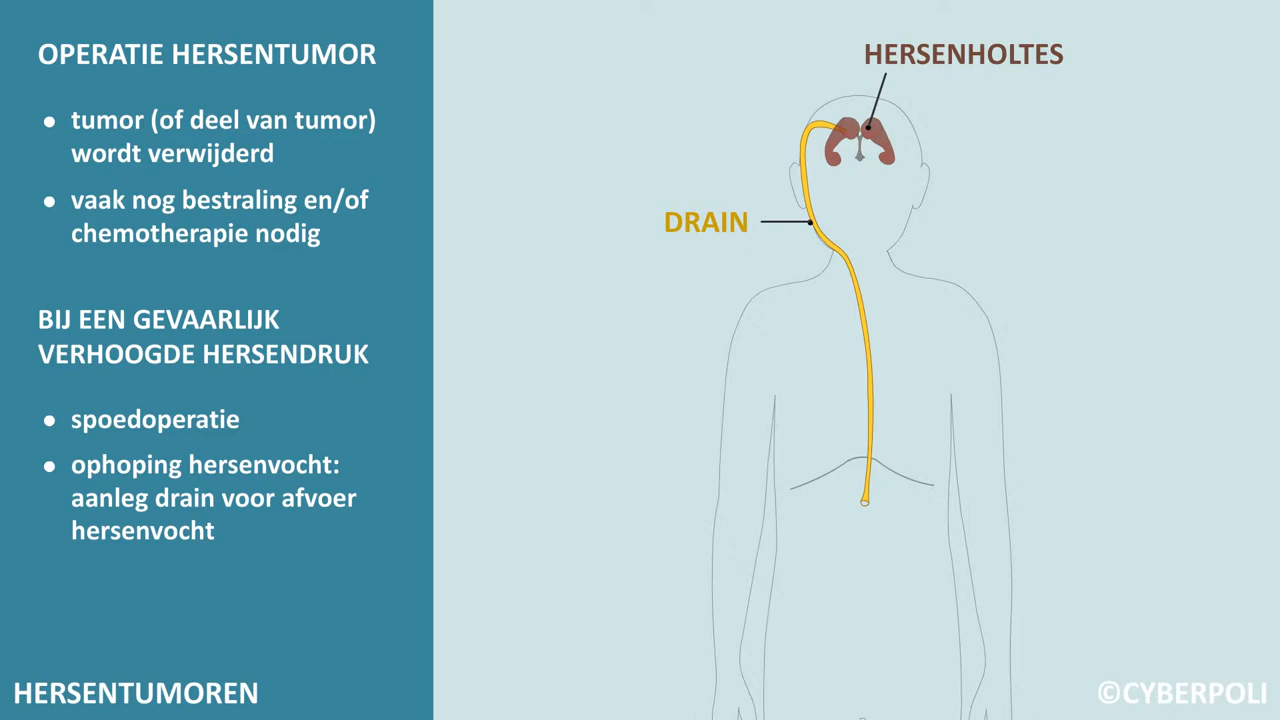 OPERATIE HERSENTUMOR
● tumor (of deel van tumor)
wordt verwijderd
● vaak nog bestraling en/of
chemotherapie nodig
BIJ EEN GEVAARLIJK
VERHOOGDE HERSENDRUK
● spoedoperatie
● ophoping hersenvocht:
aanleg drain voor afvoer
hersenvocht
HERSENTUMOREN
HERSENHOLTES
DRAIN
©CYBERPOLI